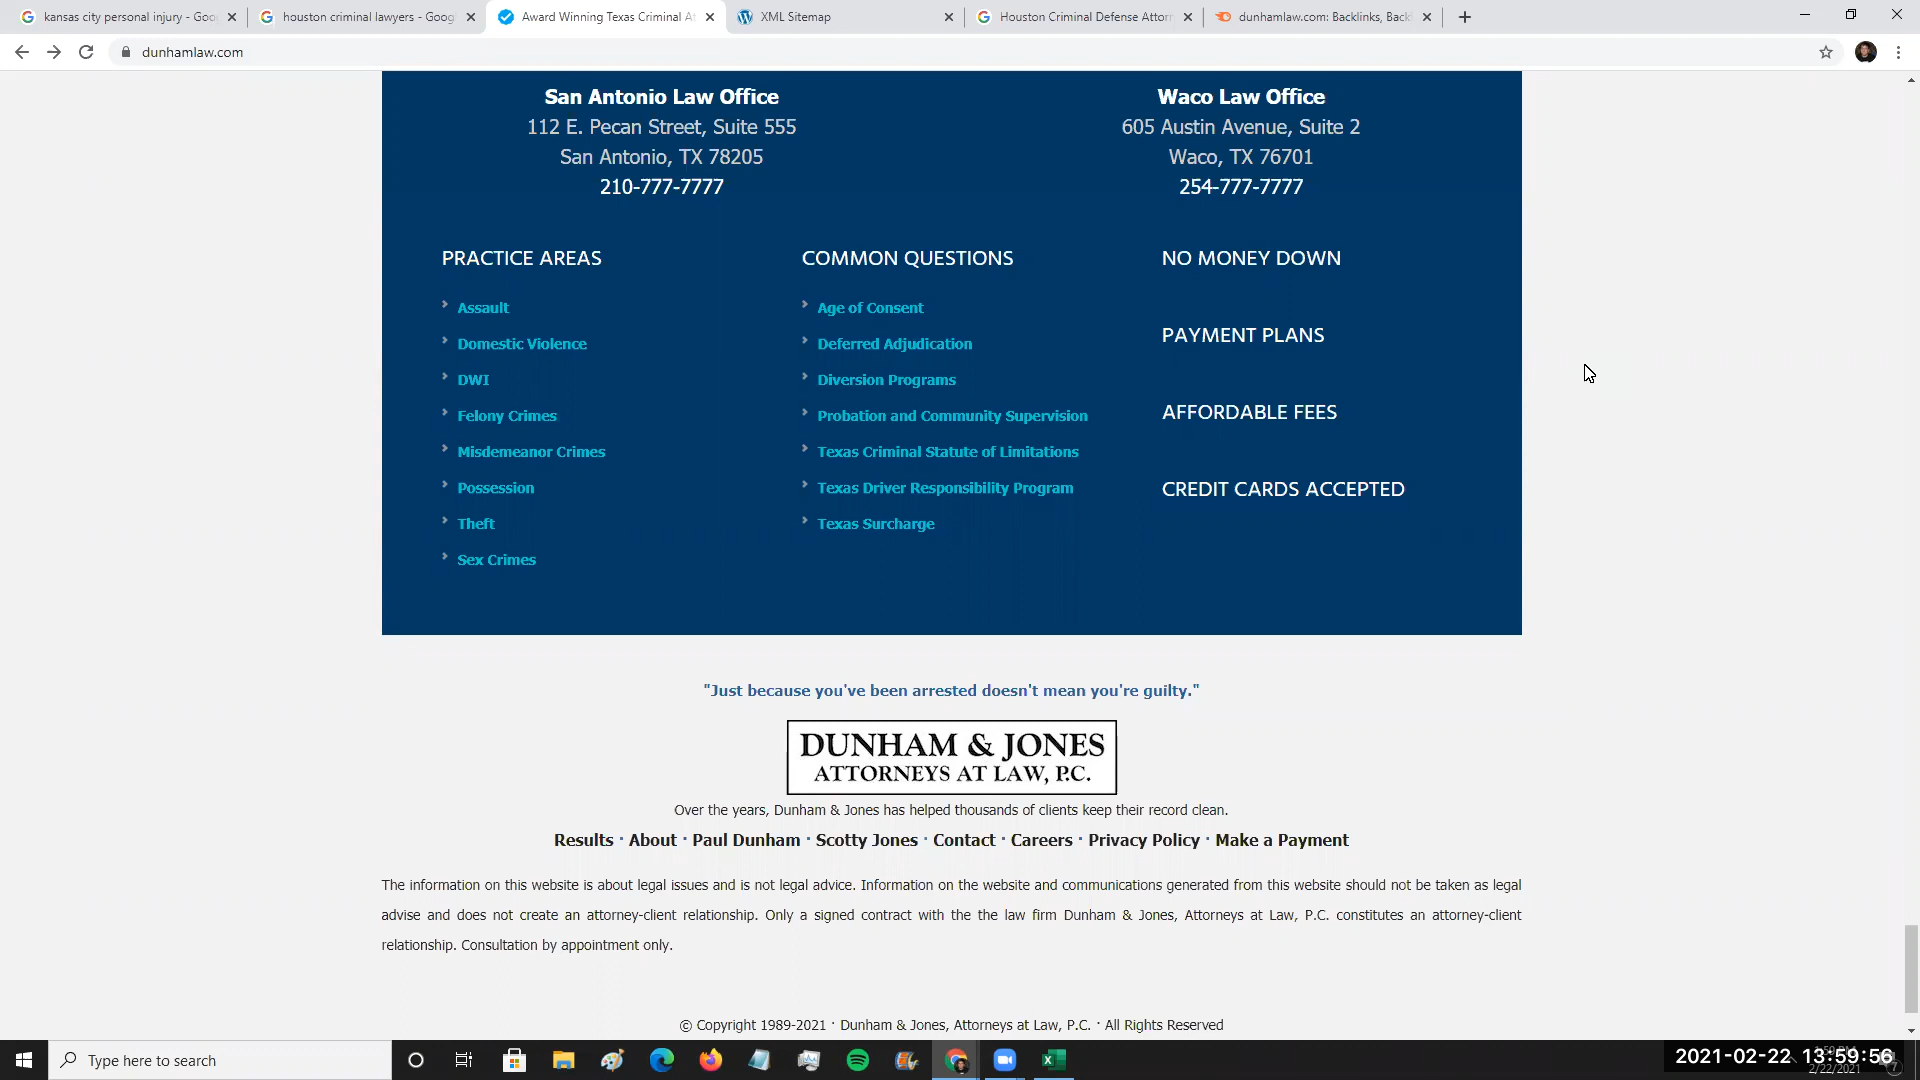 kansas city personal injury - Goo
houston criminal lawyers - Goog
Award Winning Texas Criminal At
XML Sitemap
Houston Criminal Defense Attor
dunhamlaw.com: Backlinks, Back
dunhamlaw.com
San Antonio Law Office
112 E. Pecan Street, Suite 555
San Antonio, TX 78205
210-777-7777
Waco Law Office
605 Austin Avenue, Suite 2
Waco, TX 76701
254-777-7777
PRACTICE AREAS
Assault
Domestic Violence
DWI
Felony Crimes
Misdemeanor Crimes
Possession
Theft
Sex Crimes
COMMON QUESTIONS
Age of Consent
Deferred Adjudication
Diversion Programs
Probation and Community Supervision
Texas Criminal Statute of Limitations
Texas Driver Responsibility Program
Texas Surcharge
NO MONEY DOWN
PAYMENT PLANS
AFFORDABLE FEES
CREDIT CARDS ACCEPTED
"Just because you've been arrested doesn't mean you're guilty."
DUNHAM & JONES
ATTORNEYS AT LAW, P.C.
Over the years, Dunham & Jones has helped thousands of clients keep their record clean.
Results · About · Paul Dunham · Scotty Jones · Contact · Careers · Privacy Policy · Make a Payment
The information on this website is about legal issues and is not legal advice. Information on the website and communications generated from this website should not be taken as legal
advise and does not create an attorney-client relationship. Only a signed contract with the the law firm Dunham & Jones, Attorneys at Law, P.C. constitutes an attorney-client
relationship. Consultation by appointment only.
© Copyright 1989-2021 · Dunham & Jones, Attorneys at Law, P.C. · All Rights Reserved
Type here to search
2021-02-22 13:59:56
2/22/2021